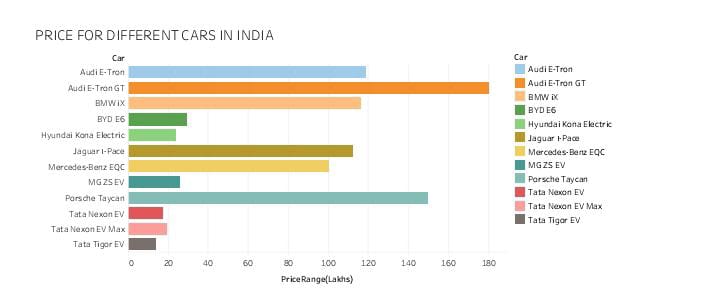 PRICE FOR DIFFERENT CARS IN INDIA
Car
Audi E-Tron
Audi E-Tron GT
BMW iX
BYD E6
Hyundai Kona Electric
Jaguar I-Pace
Mercedes-Benz EQC
MG ZS EV
Porsche Taycan
Tata Nexon EV
Tata Nexon EV Max
Tata Tigor EV
0 20 40 60 80 100 120 140 160 180
PriceRange(Lakhs)
Car
Audi E-Tron
Audi E-Tron GT
BMW iX
BYD E6
Hyundai Kona Electric
Jaguar I-Pace
Mercedes-Benz EQC
MG ZS EV
Porsche Taycan
Tata Nexon EV
Tata Nexon EV Max
Tata Tigor EV